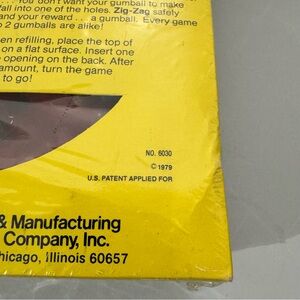 . . . You don't want your gumball to make
fall into one of the holes. Zig-Zag safely
and your reward . . . a gumball. Every game
2 gumballs are alike!
en refilling, place the top of
on a flat surface. Insert one
opening on the back. After
amount, turn the game
to go!
NO. 6030
© 1979
U.S. PATENT APPLIED FOR
& Manufacturing
Company, Inc.
hicago, Illinois 60657